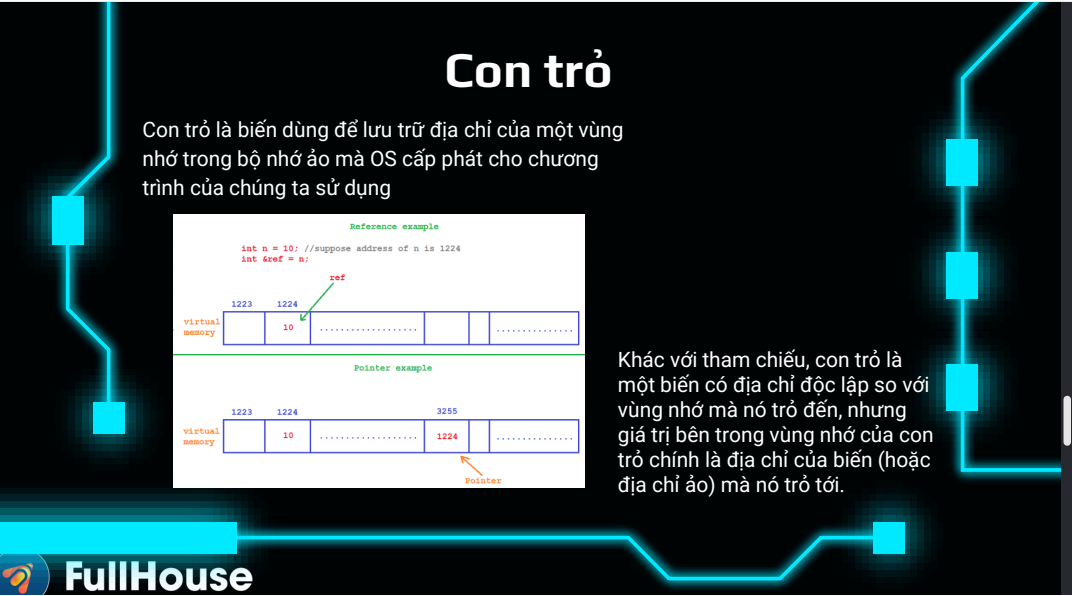 Con trỏ
Con trỏ là biến dùng để lưu trữ địa chỉ của một vùng
nhớ trong bộ nhớ ảo mà OS cấp phát cho chương
trình của chúng ta sử dụng
Reference example
int n = 10; //suppose address of n is 1224
int &ref = n;
ref
1223 1224
virtual
memory
10 ................... ...............
Pointer example
1223 1224 3255
virtual
memory
10 ................... 1224 ...............
Pointer
Khác với tham chiếu, con trỏ là
một biến có địa chỉ độc lập so với
vùng nhớ mà nó trỏ đến, nhưng
giá trị bên trong vùng nhớ của con
trỏ chính là địa chỉ của biến (hoặc
địa chỉ ảo) mà nó trỏ tới.
FullHouse